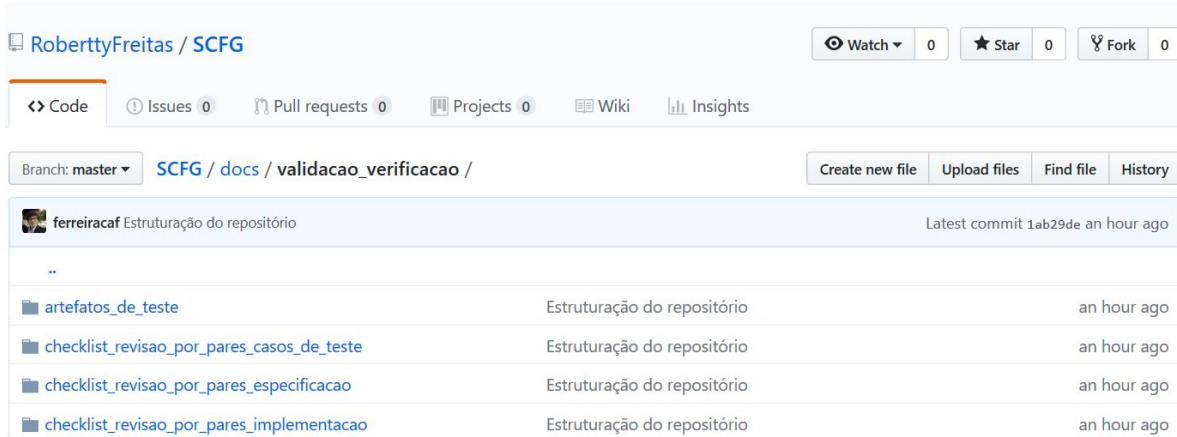 RoberttyFreitas / SCFG
Watch 0 Star 0 Fork 0
Code Issues 0 Pull requests 0 Projects 0 Wiki Insights
Branch: master SCFG / docs / validacao_verificacao / Create new file Upload files Find file History
ferreiracaf Estruturação do repositório Latest commit 1ab29de an hour ago
..
artefatos_de_teste Estruturação do repositório an hour ago
checklist_revisao_por_pares_casos_de_teste Estruturação do repositório an hour ago
checklist_revisao_por_pares_especificacao Estruturação do repositório an hour ago
checklist_revisao_por_pares_implementacao Estruturação do repositório an hour ago